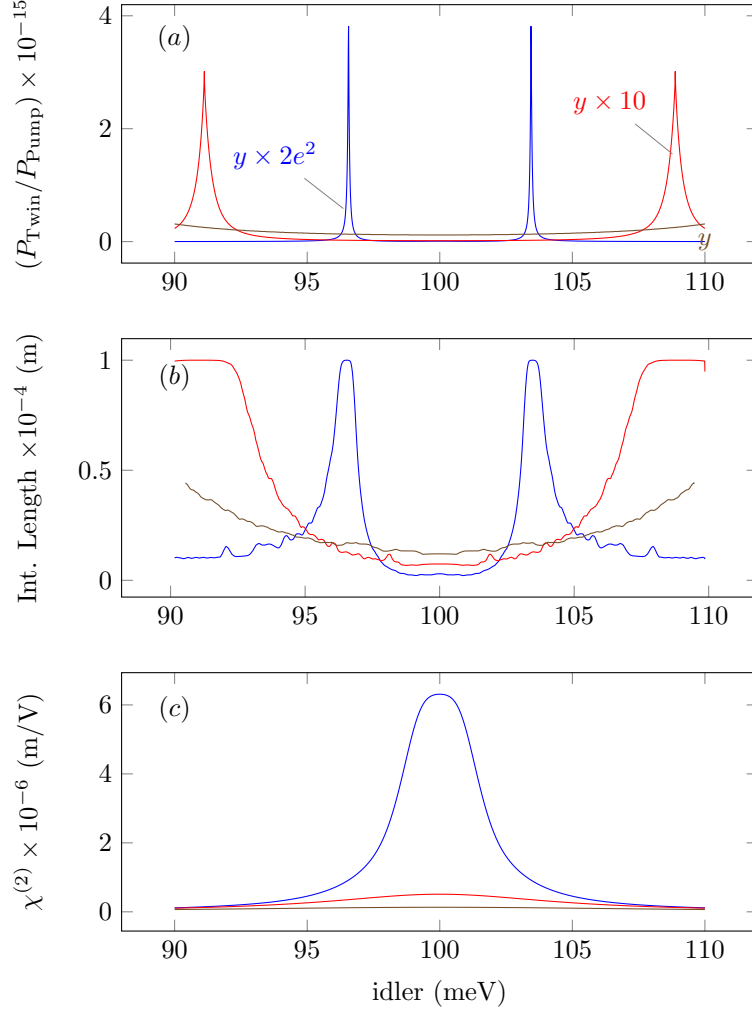 (P_Twin/P_Pump) × 10^−15
(a)
4
2
0
y × 2e^2
y × 10
y
90 95 100 105 110
Int. Length ×10^−4 (m)
(b)
1
0.5
0
90 95 100 105 110
χ^(2) × 10^−6 (m/V)
(c)
6
4
2
0
90 95 100 105 110
idler (meV)